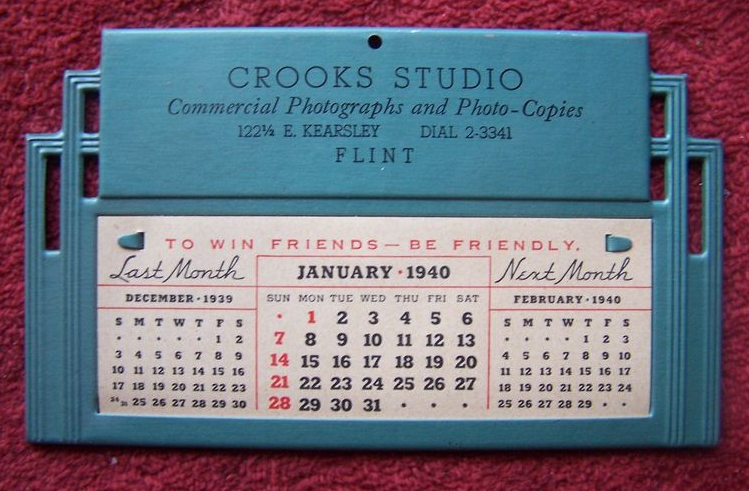 CROOKS STUDIO
Commercial Photographs and Photo-Copies
122½ E. KEARSLEY DIAL 2-3341
FLINT
TO WIN FRIENDS—BE FRIENDLY.
Last Month
DECEMBER · 1939
S M T W T F S
· · · · · 1 2
3 4 5 6 7 8 9
10 11 12 13 14 15 16
17 18 19 20 21 22 23
24 31 25 26 27 28 29 30
JANUARY · 1940
SUN MON TUE WED THU FRI SAT
· 1 2 3 4 5 6
7 8 9 10 11 12 13
14 15 16 17 18 19 20
21 22 23 24 25 26 27
28 29 30 31 · · ·
Next Month
FEBRUARY · 1940
S M T W T F S
· · · · 1 2 3
4 5 6 7 8 9 10
11 12 13 14 15 16 17
18 19 20 21 22 23 24
25 26 27 28 29 · ·